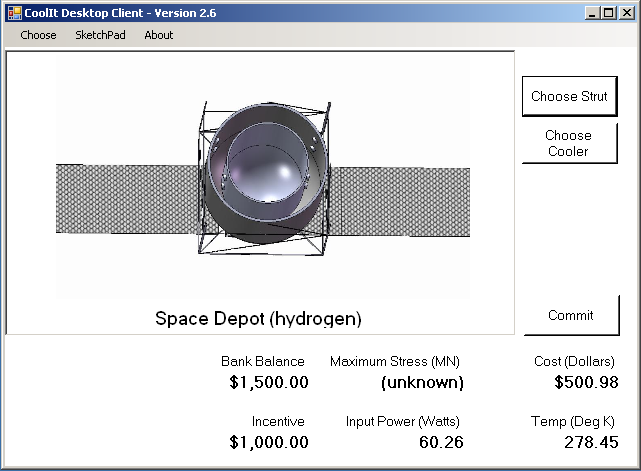 CoolIt Desktop Client - Version 2.6
Choose SketchPad About
Choose Strut
Choose
Cooler
Space Depot (hydrogen)
Commit
Bank Balance Maximum Stress (MN) Cost (Dollars)
$1,500.00 (unknown) $500.98
Incentive Input Power (Watts) Temp (Deg K)
$1,000.00 60.26 278.45